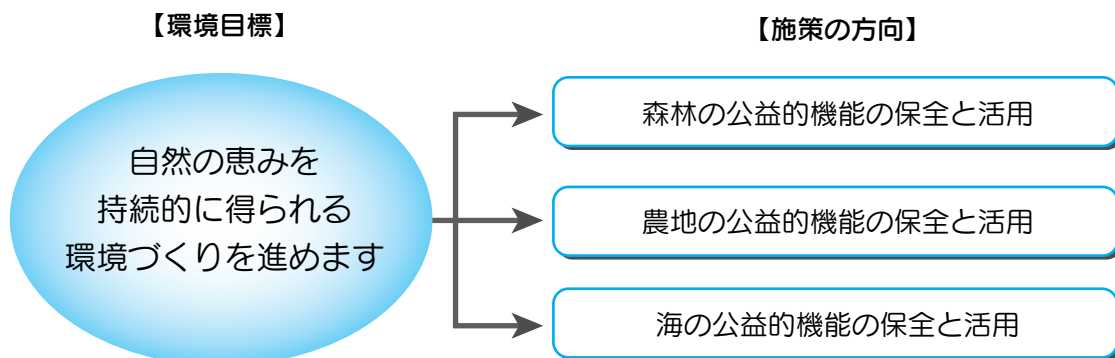 【環境目標】
【施策の方向】
自然の恵みを
持続的に得られる
環境づくりを進めます
森林の公益的機能の保全と活用
農地の公益的機能の保全と活用
海の公益的機能の保全と活用